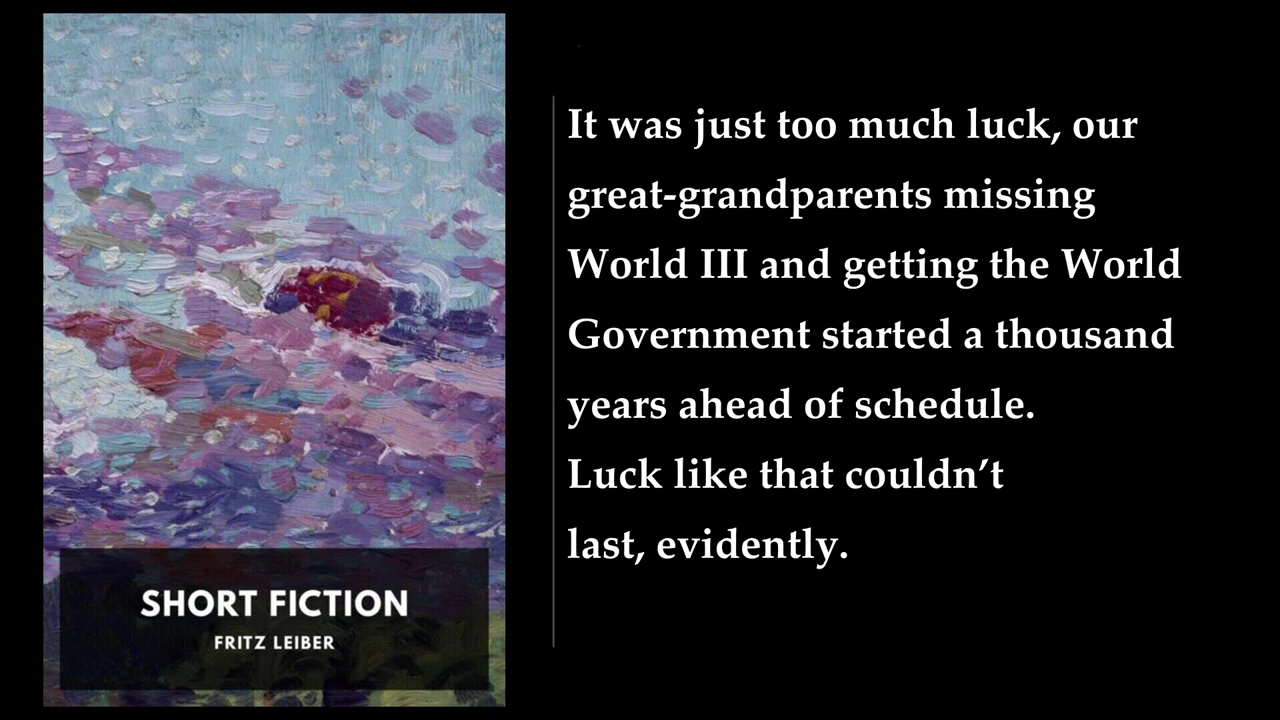 SHORT FICTION
FRITZ LEIBER
It was just too much luck, our
great-grandparents missing
World III and getting the World
Government started a thousand
years ahead of schedule.
Luck like that couldn’t
last, evidently.